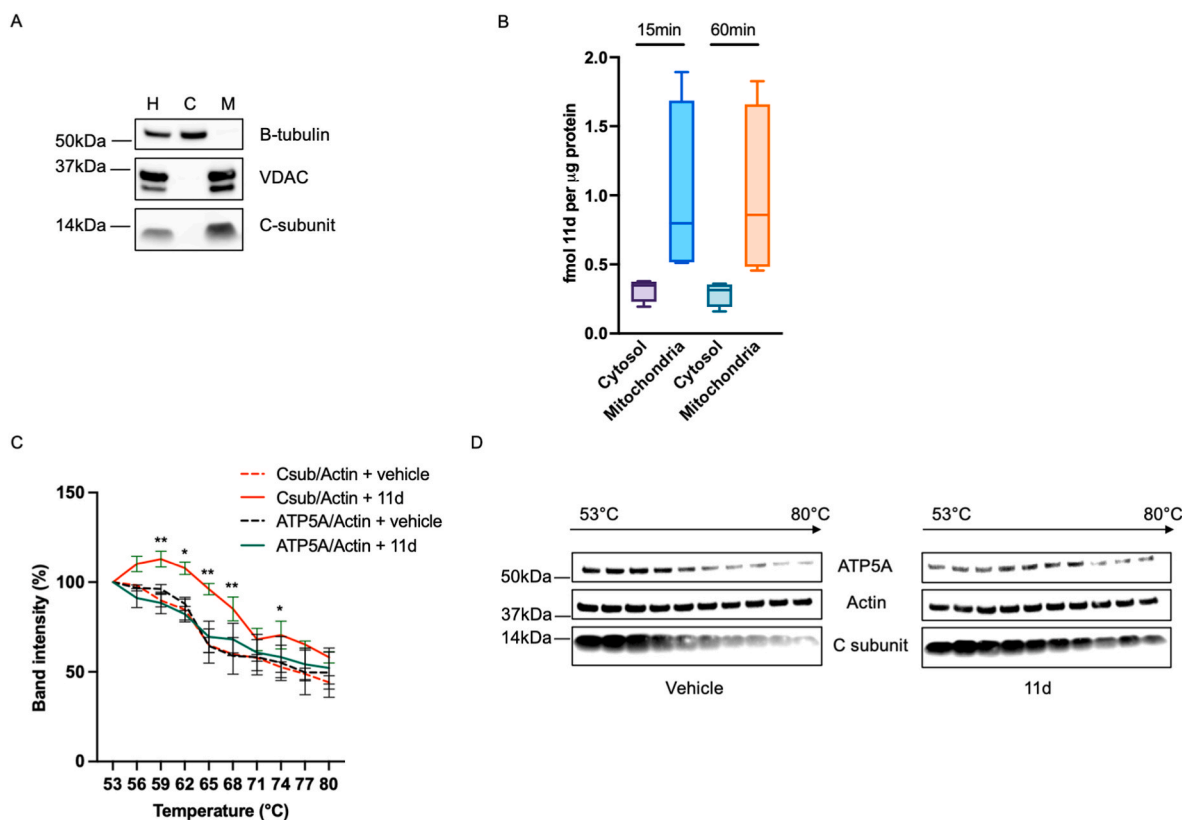 A
H C M
50kDa
B-tubulin
37kDa
VDAC
14kDa
C-subunit
B
15min 60min
2.0
1.5
1.0
0.5
0.0
fmol 11d per µg protein
Cytosol
Mitochondria
Cytosol
Mitochondria
C
Csub/Actin + vehicle
Csub/Actin + 11d
ATP5A/Actin + vehicle
ATP5A/Actin + 11d
150
100
50
0
Band intensity (%)
** * ** ** *
53 56 59 62 65 68 71 74 77 80
Temperature (°C)
D
53°C 80°C
53°C 80°C
50kDa
ATP5A
37kDa
Actin
14kDa
C subunit
Vehicle
11d